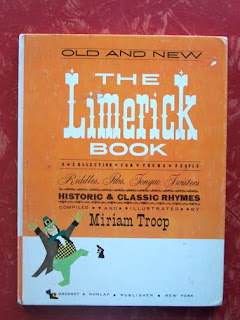 OLD AND NEW
THE
Limerick
BOOK
A COLLECTION FOR YOUNG PEOPLE
Riddles, Puns, Tongue Twisters
HISTORIC & CLASSIC RHYMES
COMPILED AND ILLUSTRATED BY
Miriam Troop
GROSSET & DUNLAP PUBLISHER NEW YORK